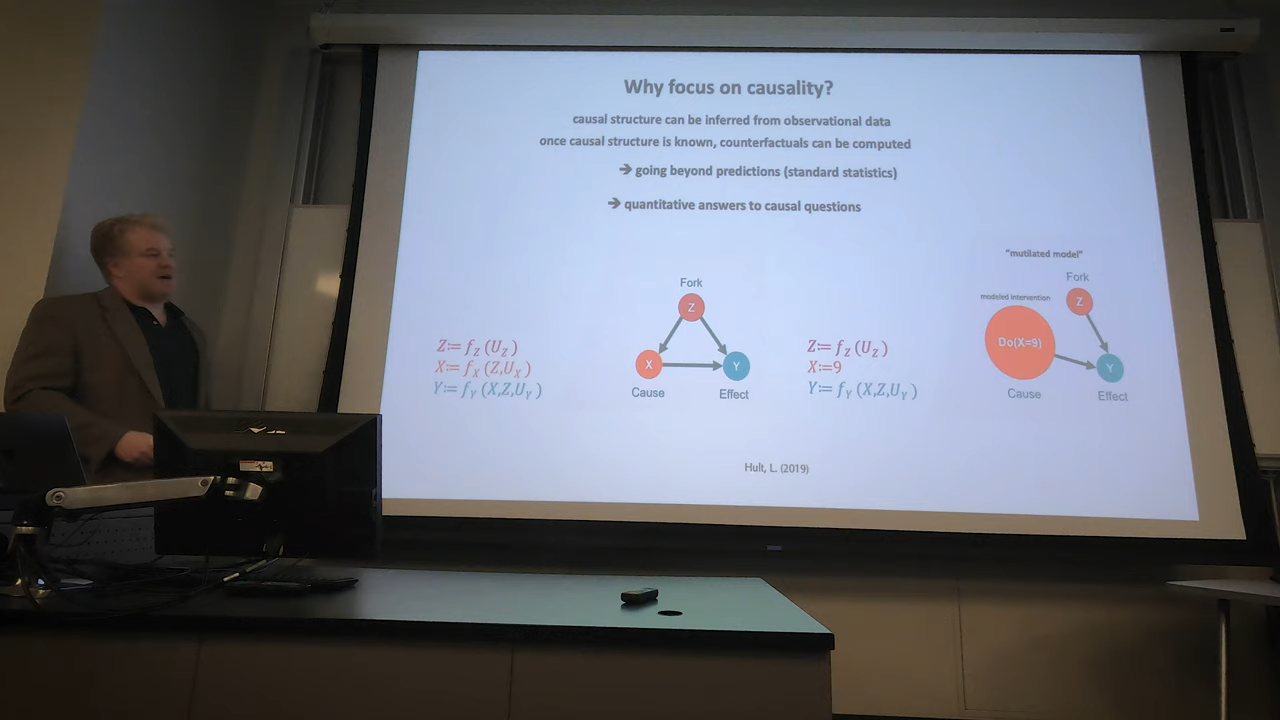 Why focus on causality?
causal structure can be inferred from observational data
once causal structure is known, counterfactuals can be computed
➔ going beyond predictions (standard statistics)
➔ quantitative answers to causal questions
Z:= f_Z (U_Z)
X:= f_X (Z,U_X)
Y:= f_Y (X,Z,U_Y)
Fork
Z
X
Y
Cause
Effect
Z:= f_Z (U_Z)
X:=9
Y:= f_Y (X,Z,U_Y)
"mutilated model"
Fork
modeled intervention
Z
Do(X=9)
Y
Cause
Effect
Hult, L. (2019)